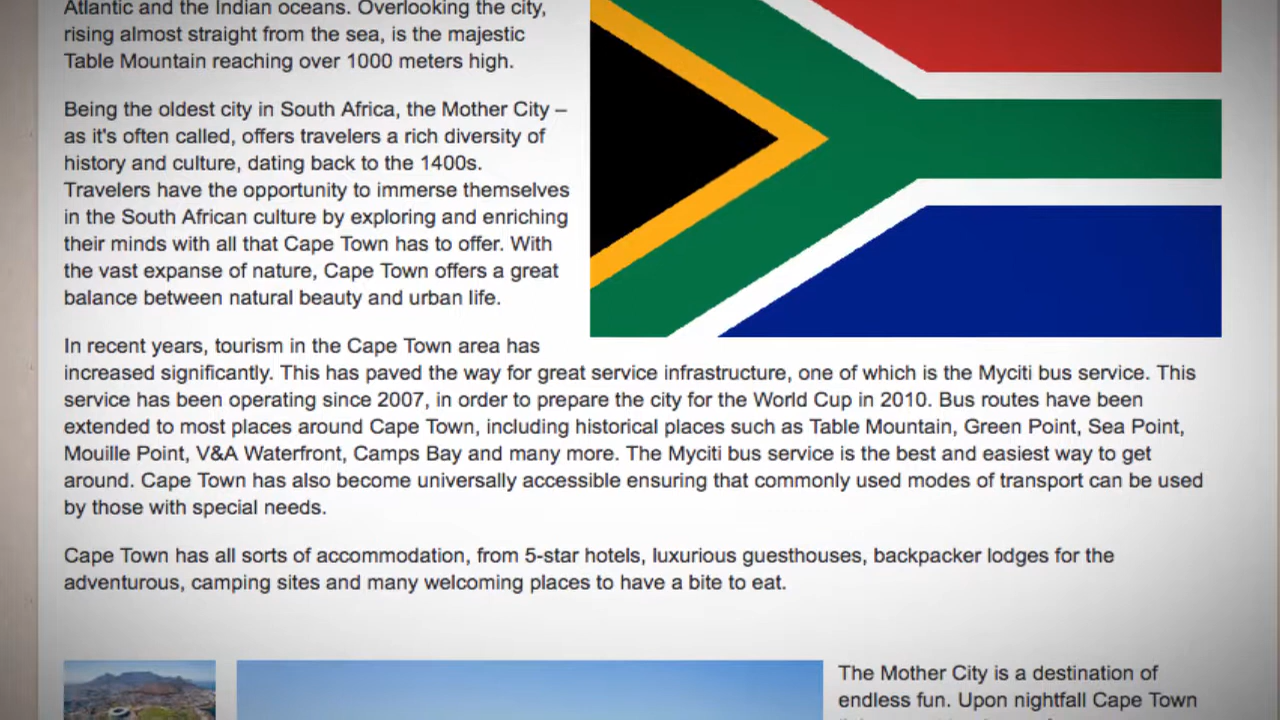 Atlantic and the Indian oceans. Overlooking the city,
rising almost straight from the sea, is the majestic
Table Mountain reaching over 1000 meters high.
Being the oldest city in South Africa, the Mother City –
as it's often called, offers travelers a rich diversity of
history and culture, dating back to the 1400s.
Travelers have the opportunity to immerse themselves
in the South African culture by exploring and enriching
their minds with all that Cape Town has to offer. With
the vast expanse of nature, Cape Town offers a great
balance between natural beauty and urban life.
In recent years, tourism in the Cape Town area has
increased significantly. This has paved the way for great service infrastructure, one of which is the Myciti bus service. This
service has been operating since 2007, in order to prepare the city for the World Cup in 2010. Bus routes have been
extended to most places around Cape Town, including historical places such as Table Mountain, Green Point, Sea Point,
Mouille Point, V&A Waterfront, Camps Bay and many more. The Myciti bus service is the best and easiest way to get
around. Cape Town has also become universally accessible ensuring that commonly used modes of transport can be used
by those with special needs.
Cape Town has all sorts of accommodation, from 5-star hotels, luxurious guesthouses, backpacker lodges for the
adventurous, camping sites and many welcoming places to have a bite to eat.
The Mother City is a destination of
endless fun. Upon nightfall Cape Town